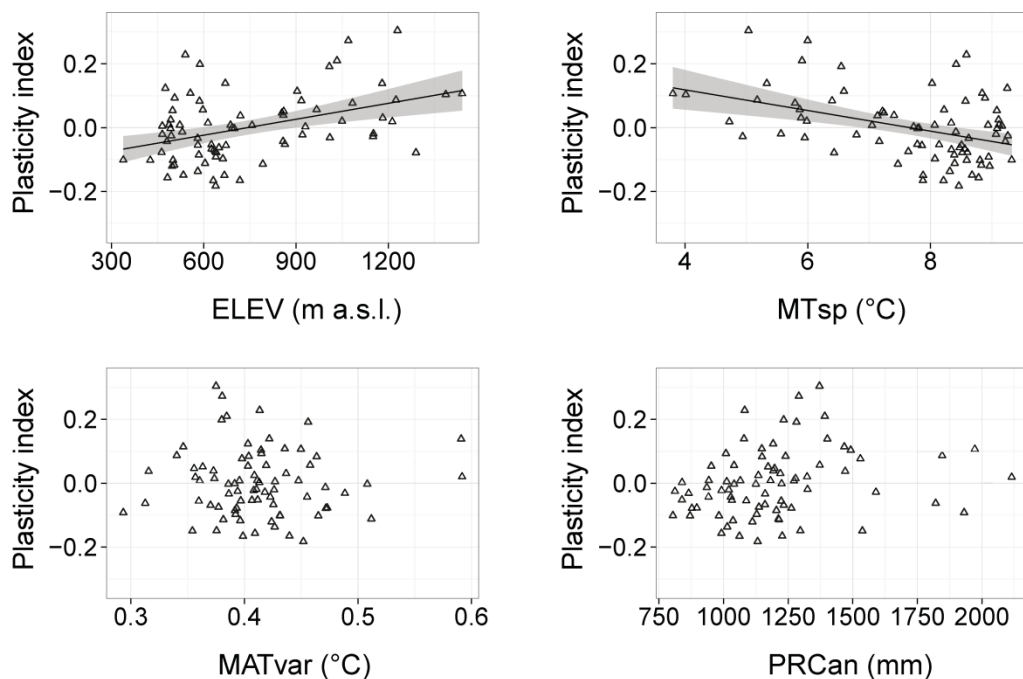 Plasticity index
0.2
0.0
−0.2
300 600 900 1200
ELEV (m a.s.l.)
Plasticity index
0.2
0.0
−0.2
4 6 8
MTsp (°C)
Plasticity index
0.2
0.0
−0.2
0.3 0.4 0.5 0.6
MATvar (°C)
Plasticity index
0.2
0.0
−0.2
750 1000 1250 1500 1750 2000
PRCan (mm)